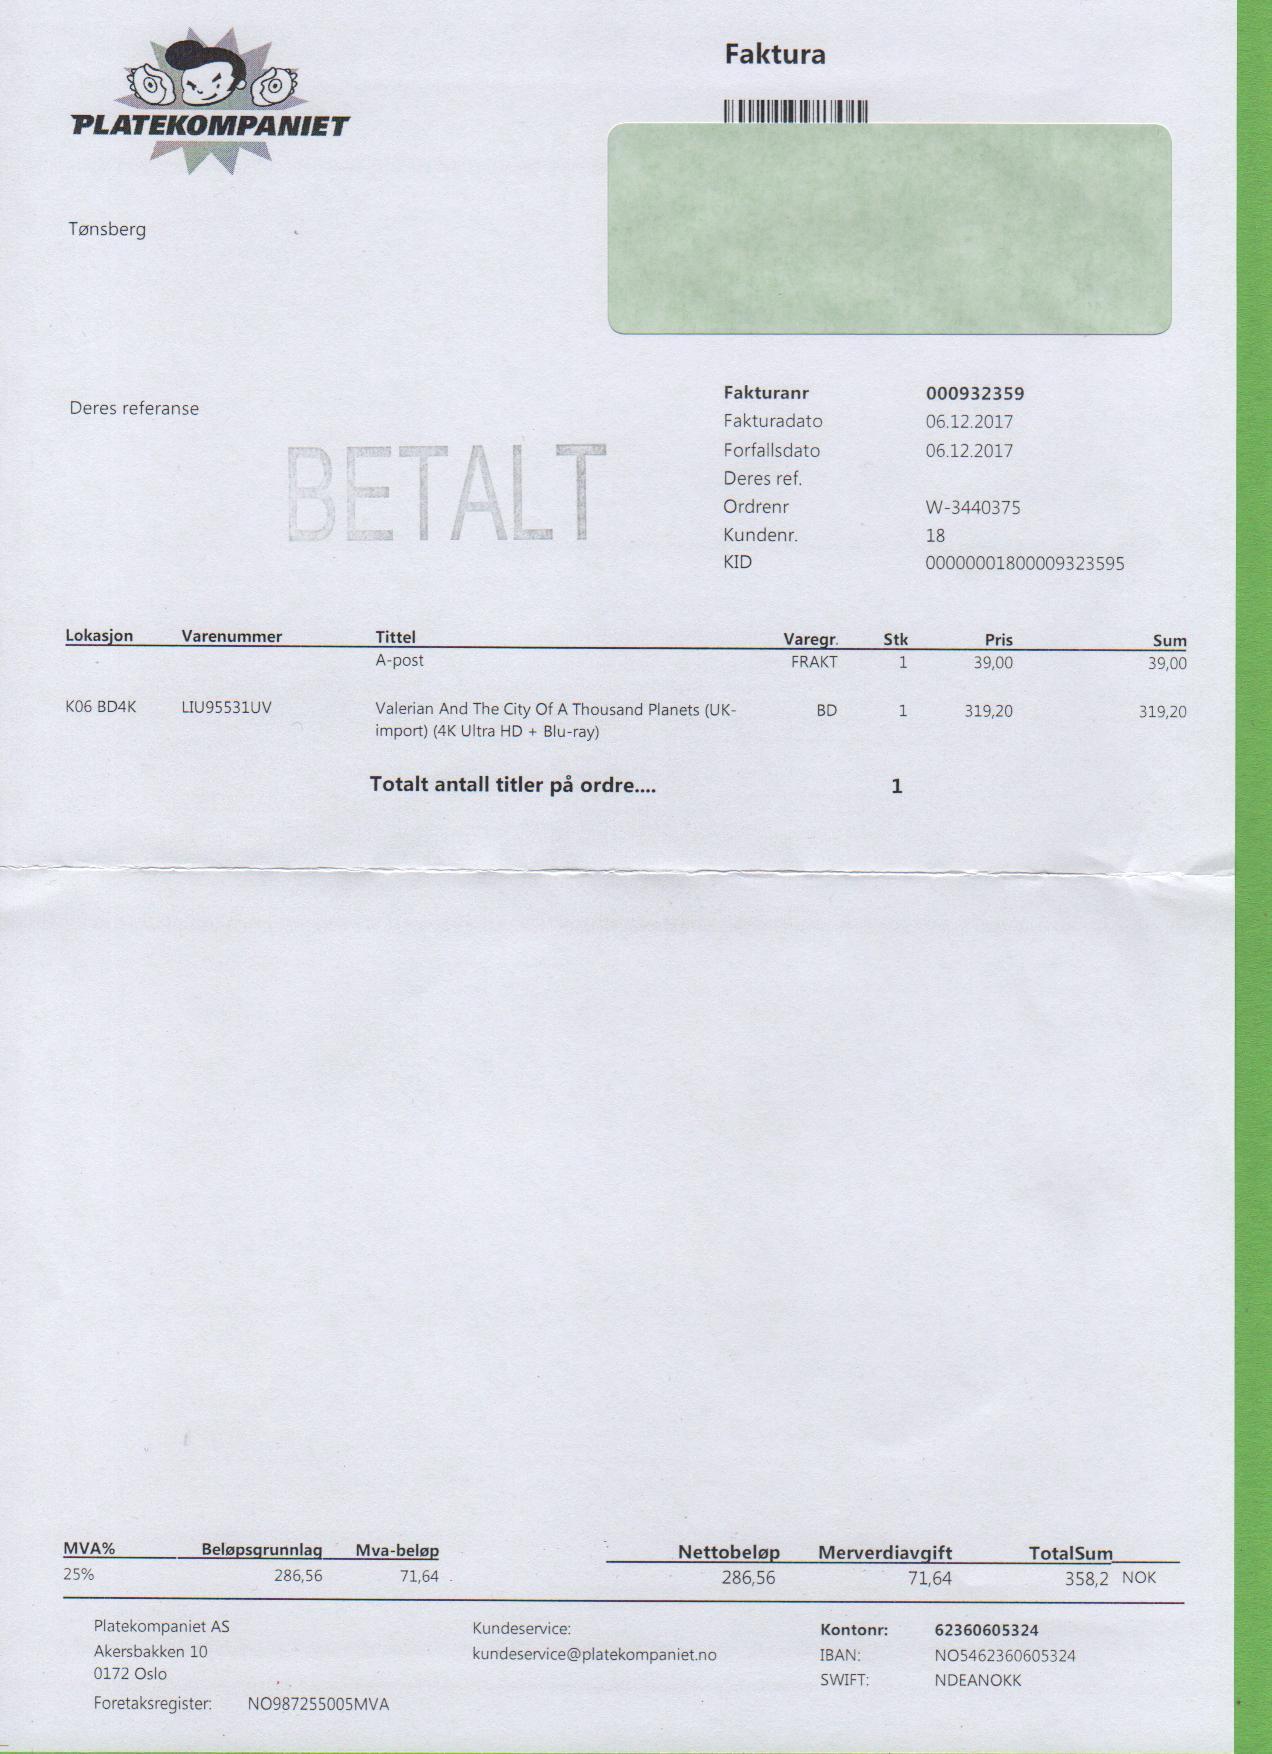 PLATEKOMPANIET
Faktura
Tønsberg
Deres referanse
BETALT
Fakturanr 000932359
Fakturadato 06.12.2017
Forfallsdato 06.12.2017
Deres ref.
Ordrenr W-3440375
Kundenr. 18
KID 00000001800009323595
Lokasjon Varenummer Tittel Varegr. Stk Pris Sum
A-post FRAKT 1 39,00 39,00
K06 BD4K LIU95531UV Valerian And The City Of A Thousand Planets (UK- BD 1 319,20 319,20
import) (4K Ultra HD + Blu-ray)
Totalt antall titler på ordre.... 1
MVA% Beløpsgrunnlag Mva-beløp Nettobeløp Merverdiavgift TotalSum
25% 286,56 71,64 286,56 71,64 358,2 NOK
Platekompaniet AS
Akersbakken 10
0172 Oslo
Foretaksregister: NO987255005MVA
Kundeservice:
kundeservice@platekompaniet.no
Kontonr: 62360605324
IBAN: NO5462360605324
SWIFT: NDEANOKK